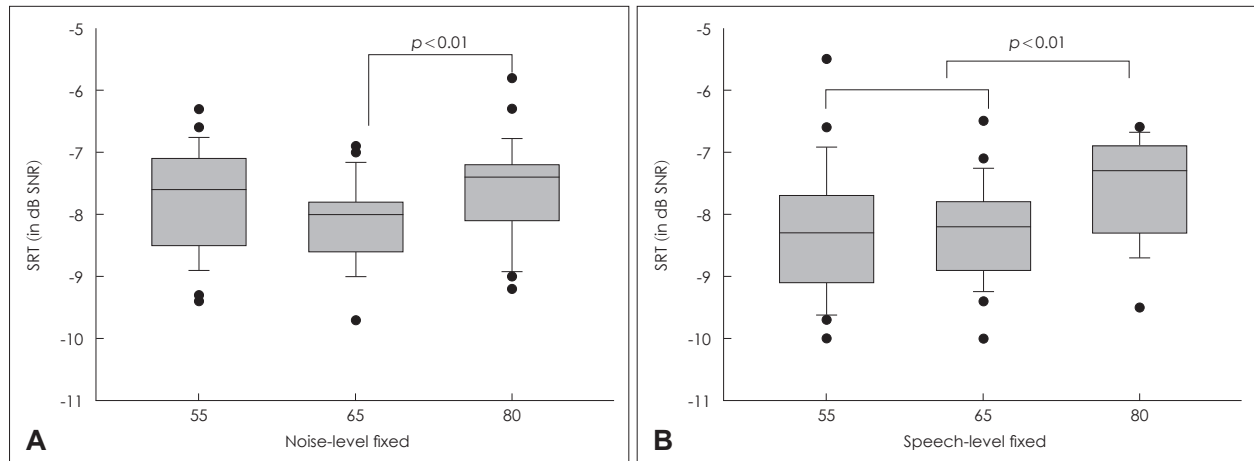 -5
p<0.01
-6
-7
SRT (in dB SNR)
-8
-9
-10
-11
55
65
80
A
Noise-level fixed
-5
p<0.01
-6
-7
SRT (in dB SNR)
-8
-9
-10
-11
55
65
80
B
Speech-level fixed